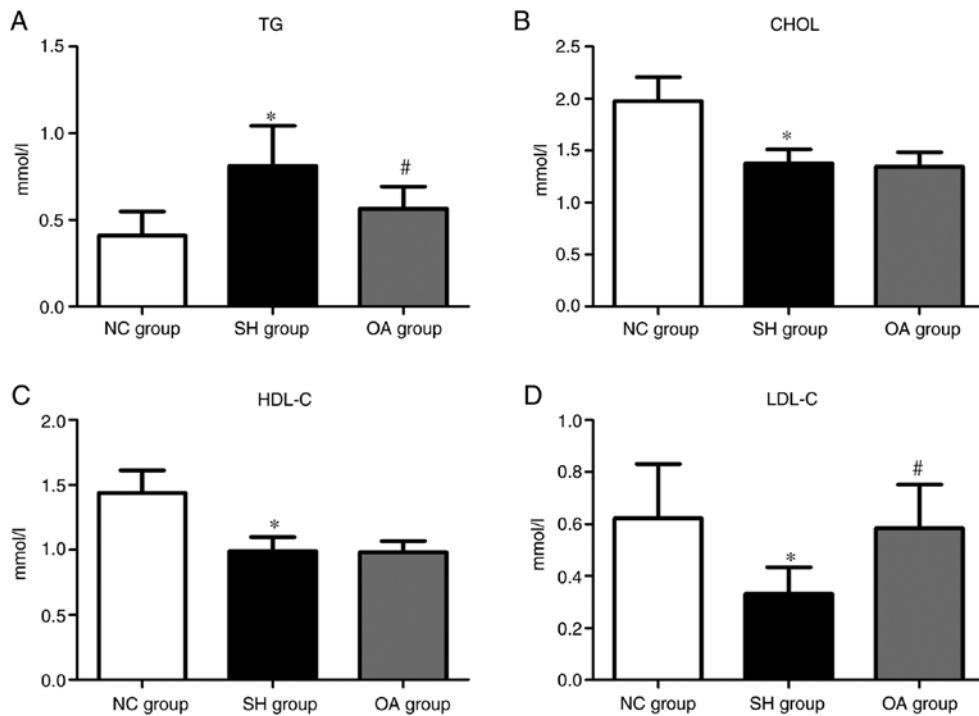 A
TG
mmol/l
1.5
1.0
0.5
0.0
*
#
NC group
SH group
OA group
B
CHOL
mmol/l
2.5
2.0
1.5
1.0
0.5
0.0
*
NC group
SH group
OA group
C
HDL-C
mmol/l
2.0
1.5
1.0
1.5
0.0
*
NC group
SH group
OA group
D
LDL-C
mmol/l
1.0
0.8
0.6
0.4
0.2
0.0
*
#
NC group
SH group
OA group